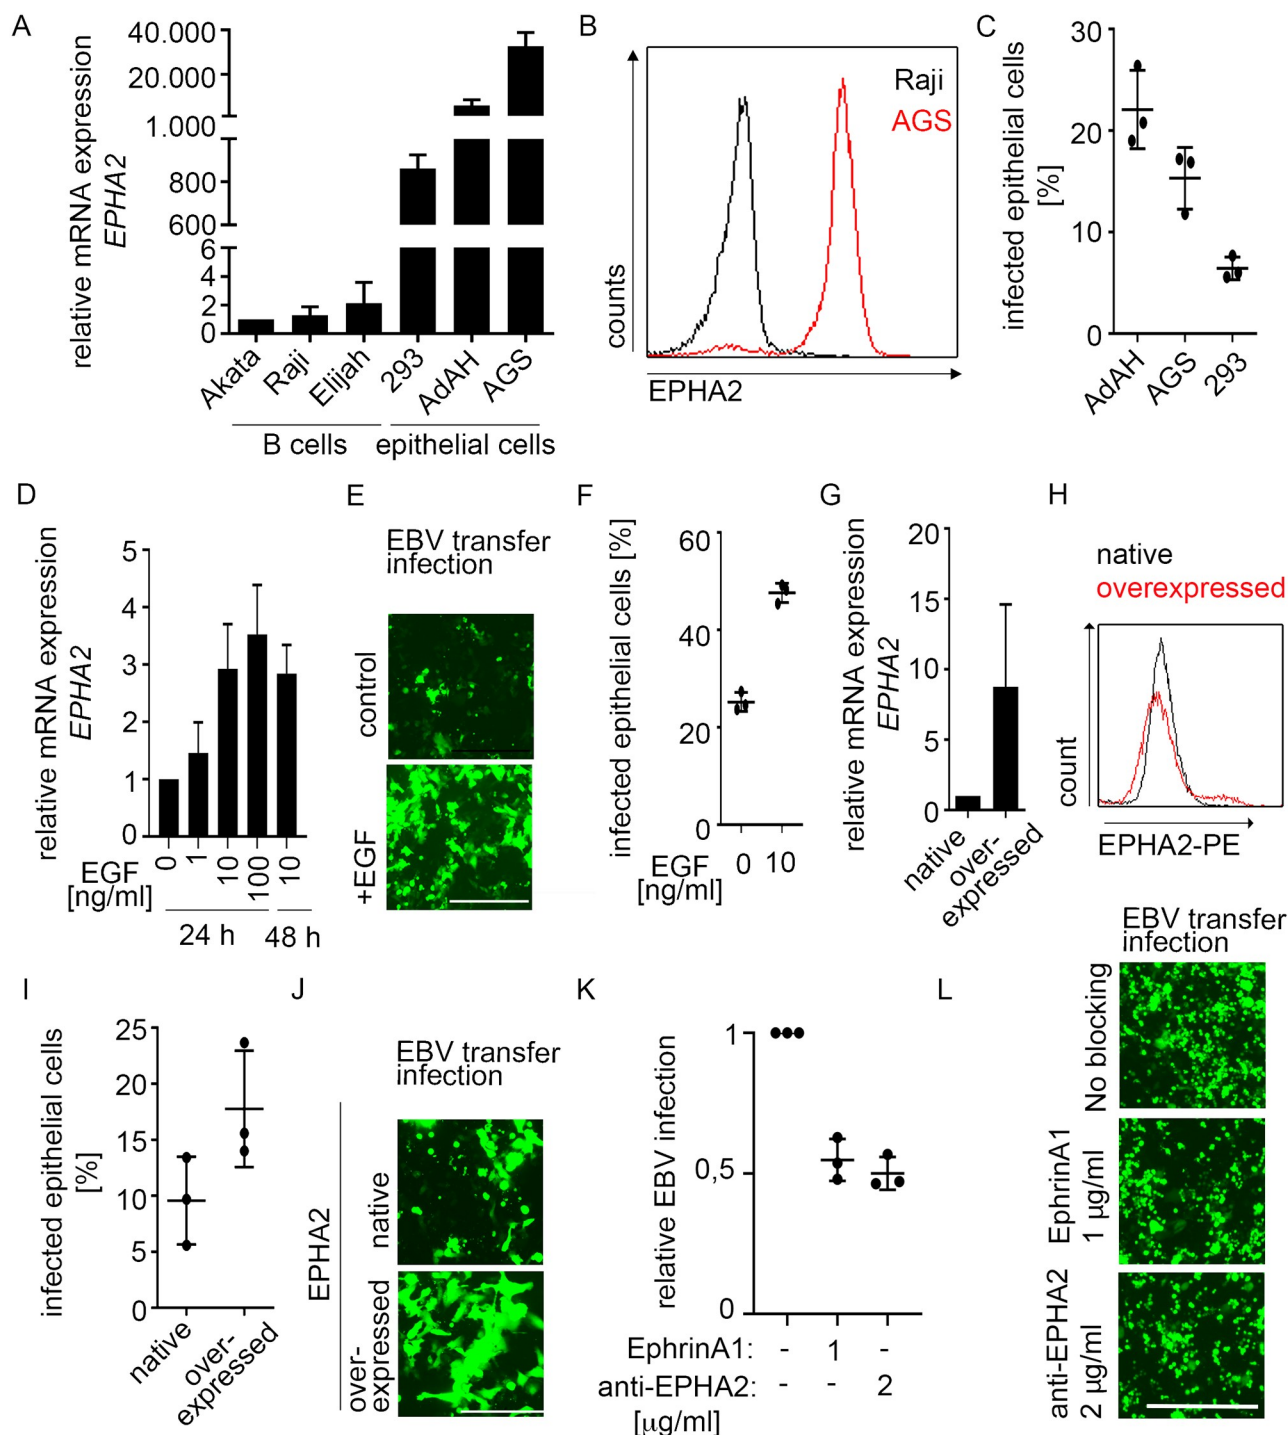 A
relative mRNA expression
EPHA2
40.000
20.000
1.000
800
600
6
4
2
0
Akata
Raji
Elijah
293
AdAH
AGS
B cells
epithelial cells
B
Raji
AGS
counts
EPHA2
C
infected epithelial cells
[%]
30
20
10
0
AdAH
AGS
293
D
relative mRNA expression
EPHA2
5
4
3
2
1
0
EGF
[ng/ml]
0
1
10
100
10
24 h
48 h
E
EBV transfer
infection
control
+EGF
F
infected epithelial cells [%]
60
40
20
0
EGF
[ng/ml]
0
10
G
relative mRNA expression
EPHA2
20
15
10
5
0
native
over-
expressed
H
native
overexpressed
count
EPHA2-PE
I
infected epithelial cells
[%]
25
20
15
10
5
0
native
over-
expressed
J
EBV transfer
infection
EPHA2
native
over-
expressed
K
relative EBV infection
1
0,5
0
EphrinA1: - 1 -
anti-EPHA2: - - 2
[µg/ml]
L
EBV transfer
infection
No blocking
EphrinA1
1 µg/ml
anti-EPHA2
2 µg/ml